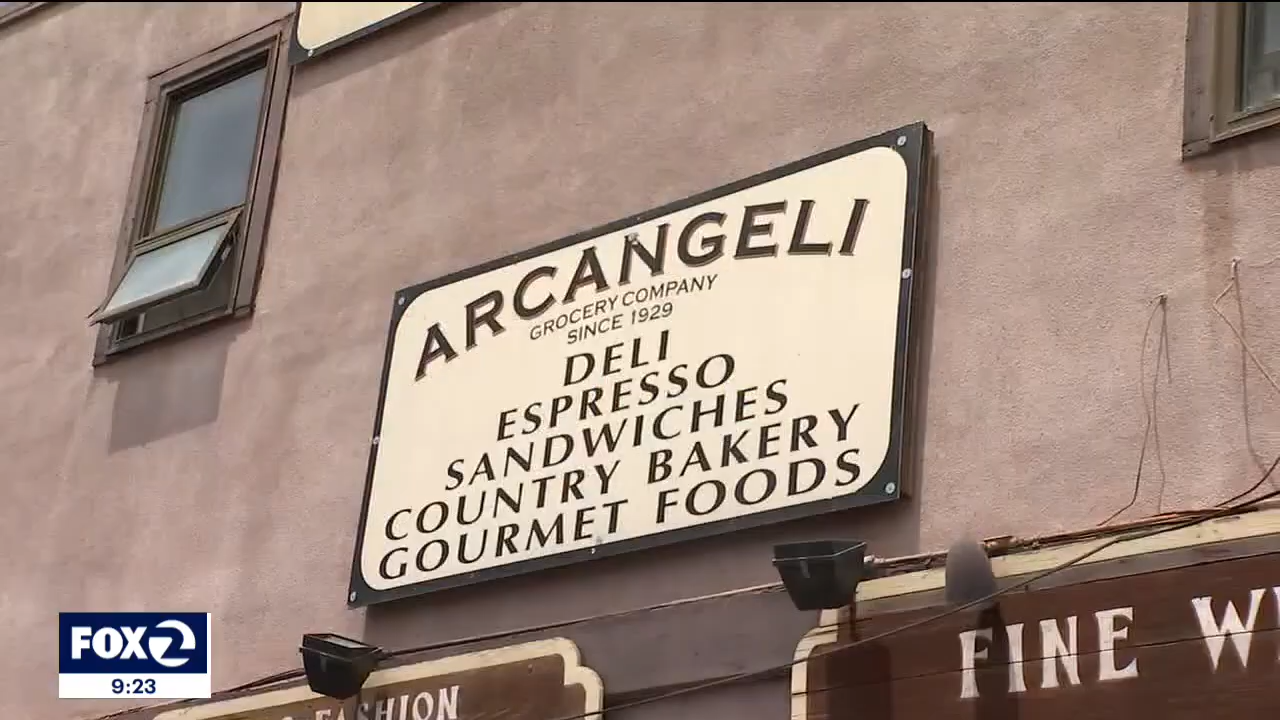 ARCANGELI
GROCERY COMPANY
SINCE 1929
DELI
ESPRESSO
SANDWICHES
COUNTRY BAKERY
GOURMET FOODS
FASHION
FINE
FOX 2
9:23